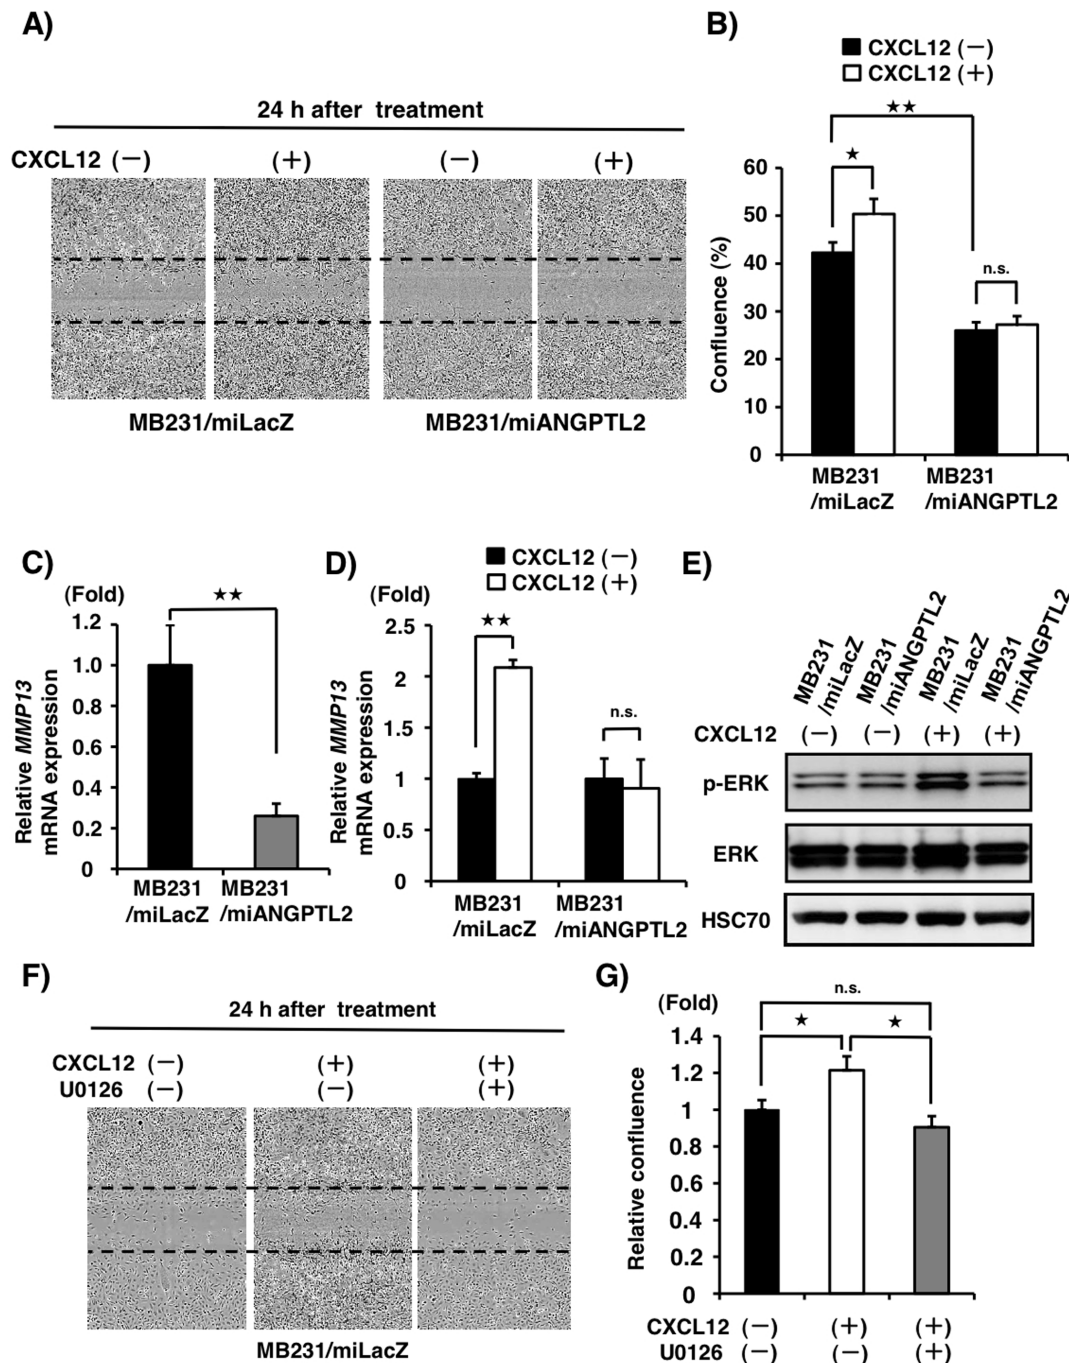 A)
24 h after treatment
CXCL12 (−) (+) (−) (+)
MB231/miLacZ MB231/miANGPTL2
B)
CXCL12 (−)
CXCL12 (+)
★★
★
n.s.
Confluence (%)
60
50
40
30
20
10
0
MB231 MB231
/miLacZ /miANGPTL2
C)
(Fold)
★★
Relative MMP13
mRNA expression
1.2
1.0
0.8
0.6
0.4
0.2
0
MB231 MB231
/miLacZ /miANGPTL2
D)
CXCL12 (−)
CXCL12 (+)
(Fold)
★★
n.s.
Relative MMP13
mRNA expression
2.5
2
1.5
1
0.5
0
MB231 MB231
/miLacZ /miANGPTL2
E)
MB231
/miLacZ
MB231
/miANGPTL2
MB231
/miLacZ
MB231
/miANGPTL2
CXCL12 (−) (−) (+) (+)
p-ERK
ERK
HSC70
F)
24 h after treatment
CXCL12 (−) (+) (+)
U0126 (−) (−) (+)
MB231/miLacZ
G)
(Fold)
n.s.
★ ★
Relative confluence
1.4
1.2
1
0.8
0.6
0.4
0.2
0
CXCL12 (−) (+) (+)
U0126 (−) (−) (+)